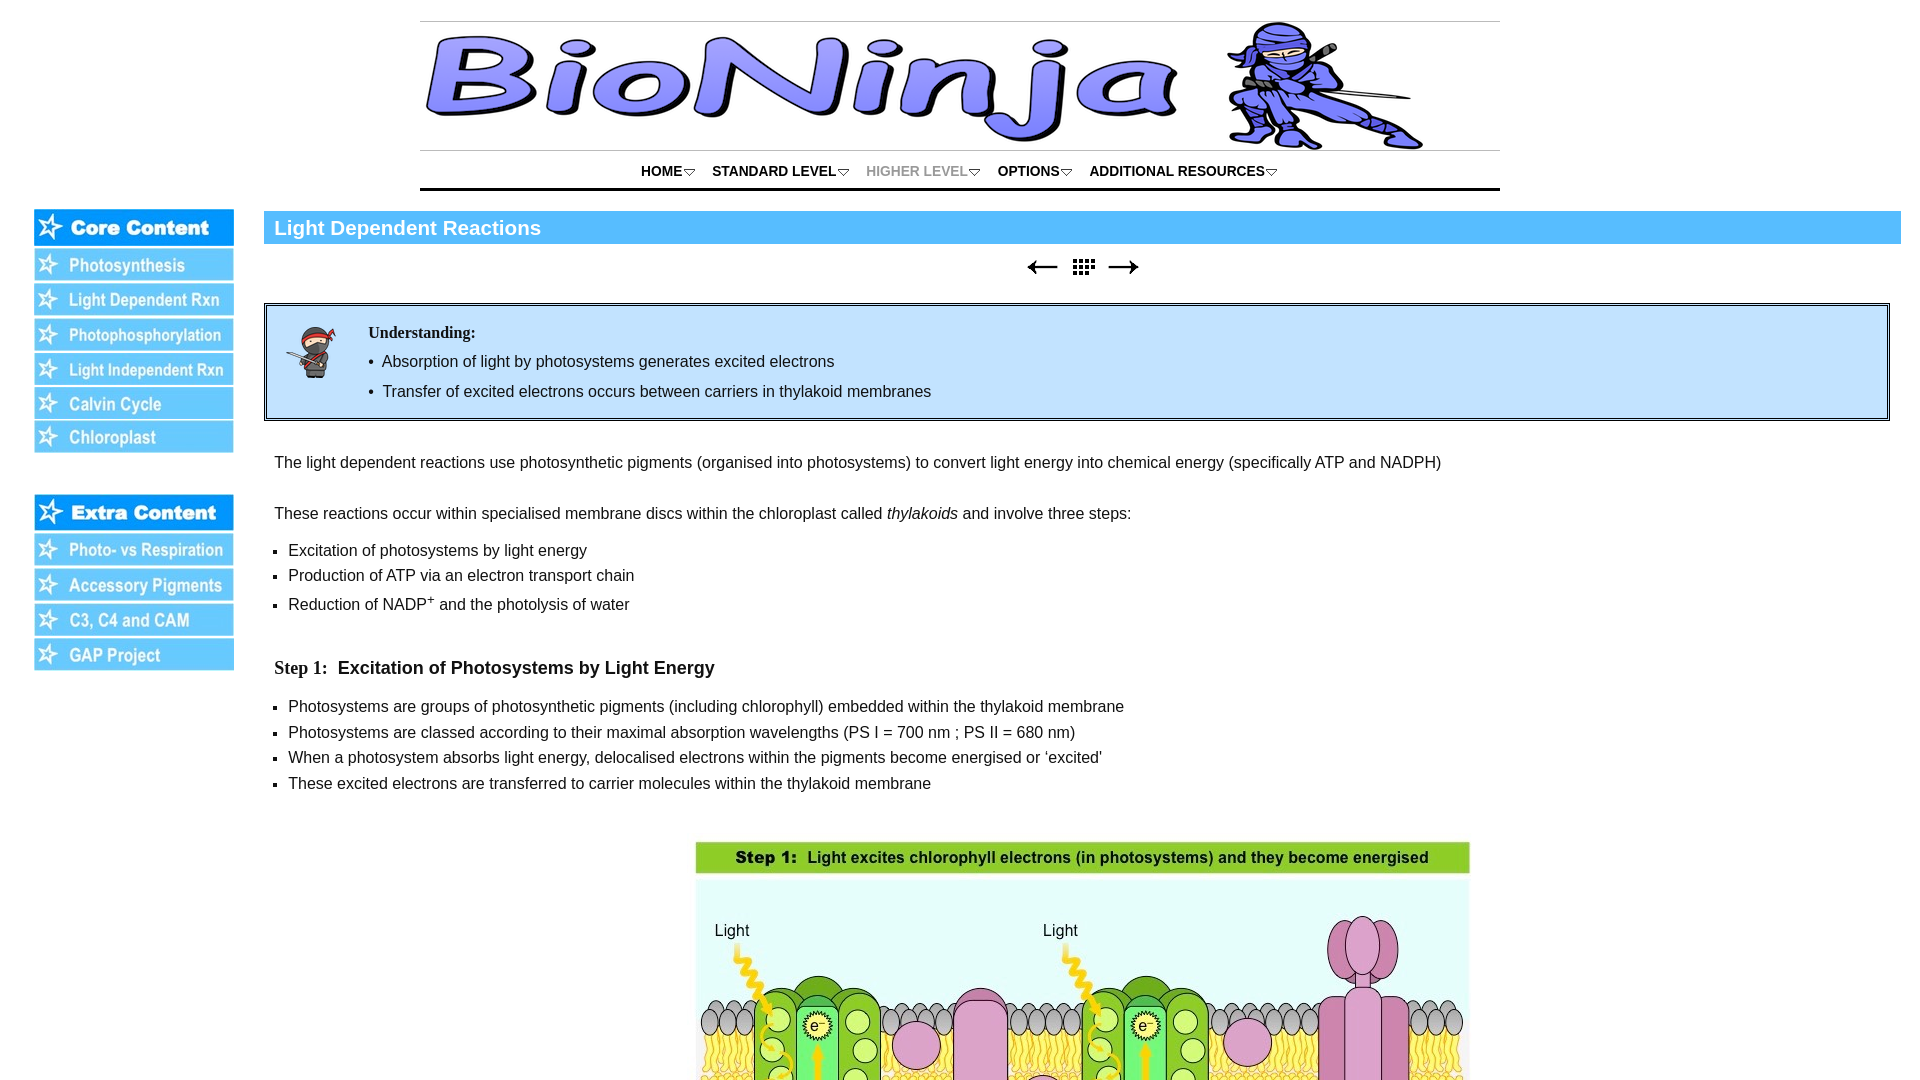 BioNinja
HOME STANDARD LEVEL HIGHER LEVEL OPTIONS ADDITIONAL RESOURCES
Core Content
Photosynthesis
Light Dependent Rxn
Photophosphorylation
Light Independent Rxn
Calvin Cycle
Chloroplast
Extra Content
Photo- vs Respiration
Accessory Pigments
C3, C4 and CAM
GAP Project
Light Dependent Reactions
Understanding:
• Absorption of light by photosystems generates excited electrons
• Transfer of excited electrons occurs between carriers in thylakoid membranes
The light dependent reactions use photosynthetic pigments (organised into photosystems) to convert light energy into chemical energy (specifically ATP and NADPH)
These reactions occur within specialised membrane discs within the chloroplast called thylakoids and involve three steps:
▪ Excitation of photosystems by light energy
▪ Production of ATP via an electron transport chain
▪ Reduction of NADP⁺ and the photolysis of water
Step 1: Excitation of Photosystems by Light Energy
▪ Photosystems are groups of photosynthetic pigments (including chlorophyll) embedded within the thylakoid membrane
▪ Photosystems are classed according to their maximal absorption wavelengths (PS I = 700 nm ; PS II = 680 nm)
▪ When a photosystem absorbs light energy, delocalised electrons within the pigments become energised or ‘excited'
▪ These excited electrons are transferred to carrier molecules within the thylakoid membrane
Step 1: Light excites chlorophyll electrons (in photosystems) and they become energised
Light Light
e⁻ e⁻